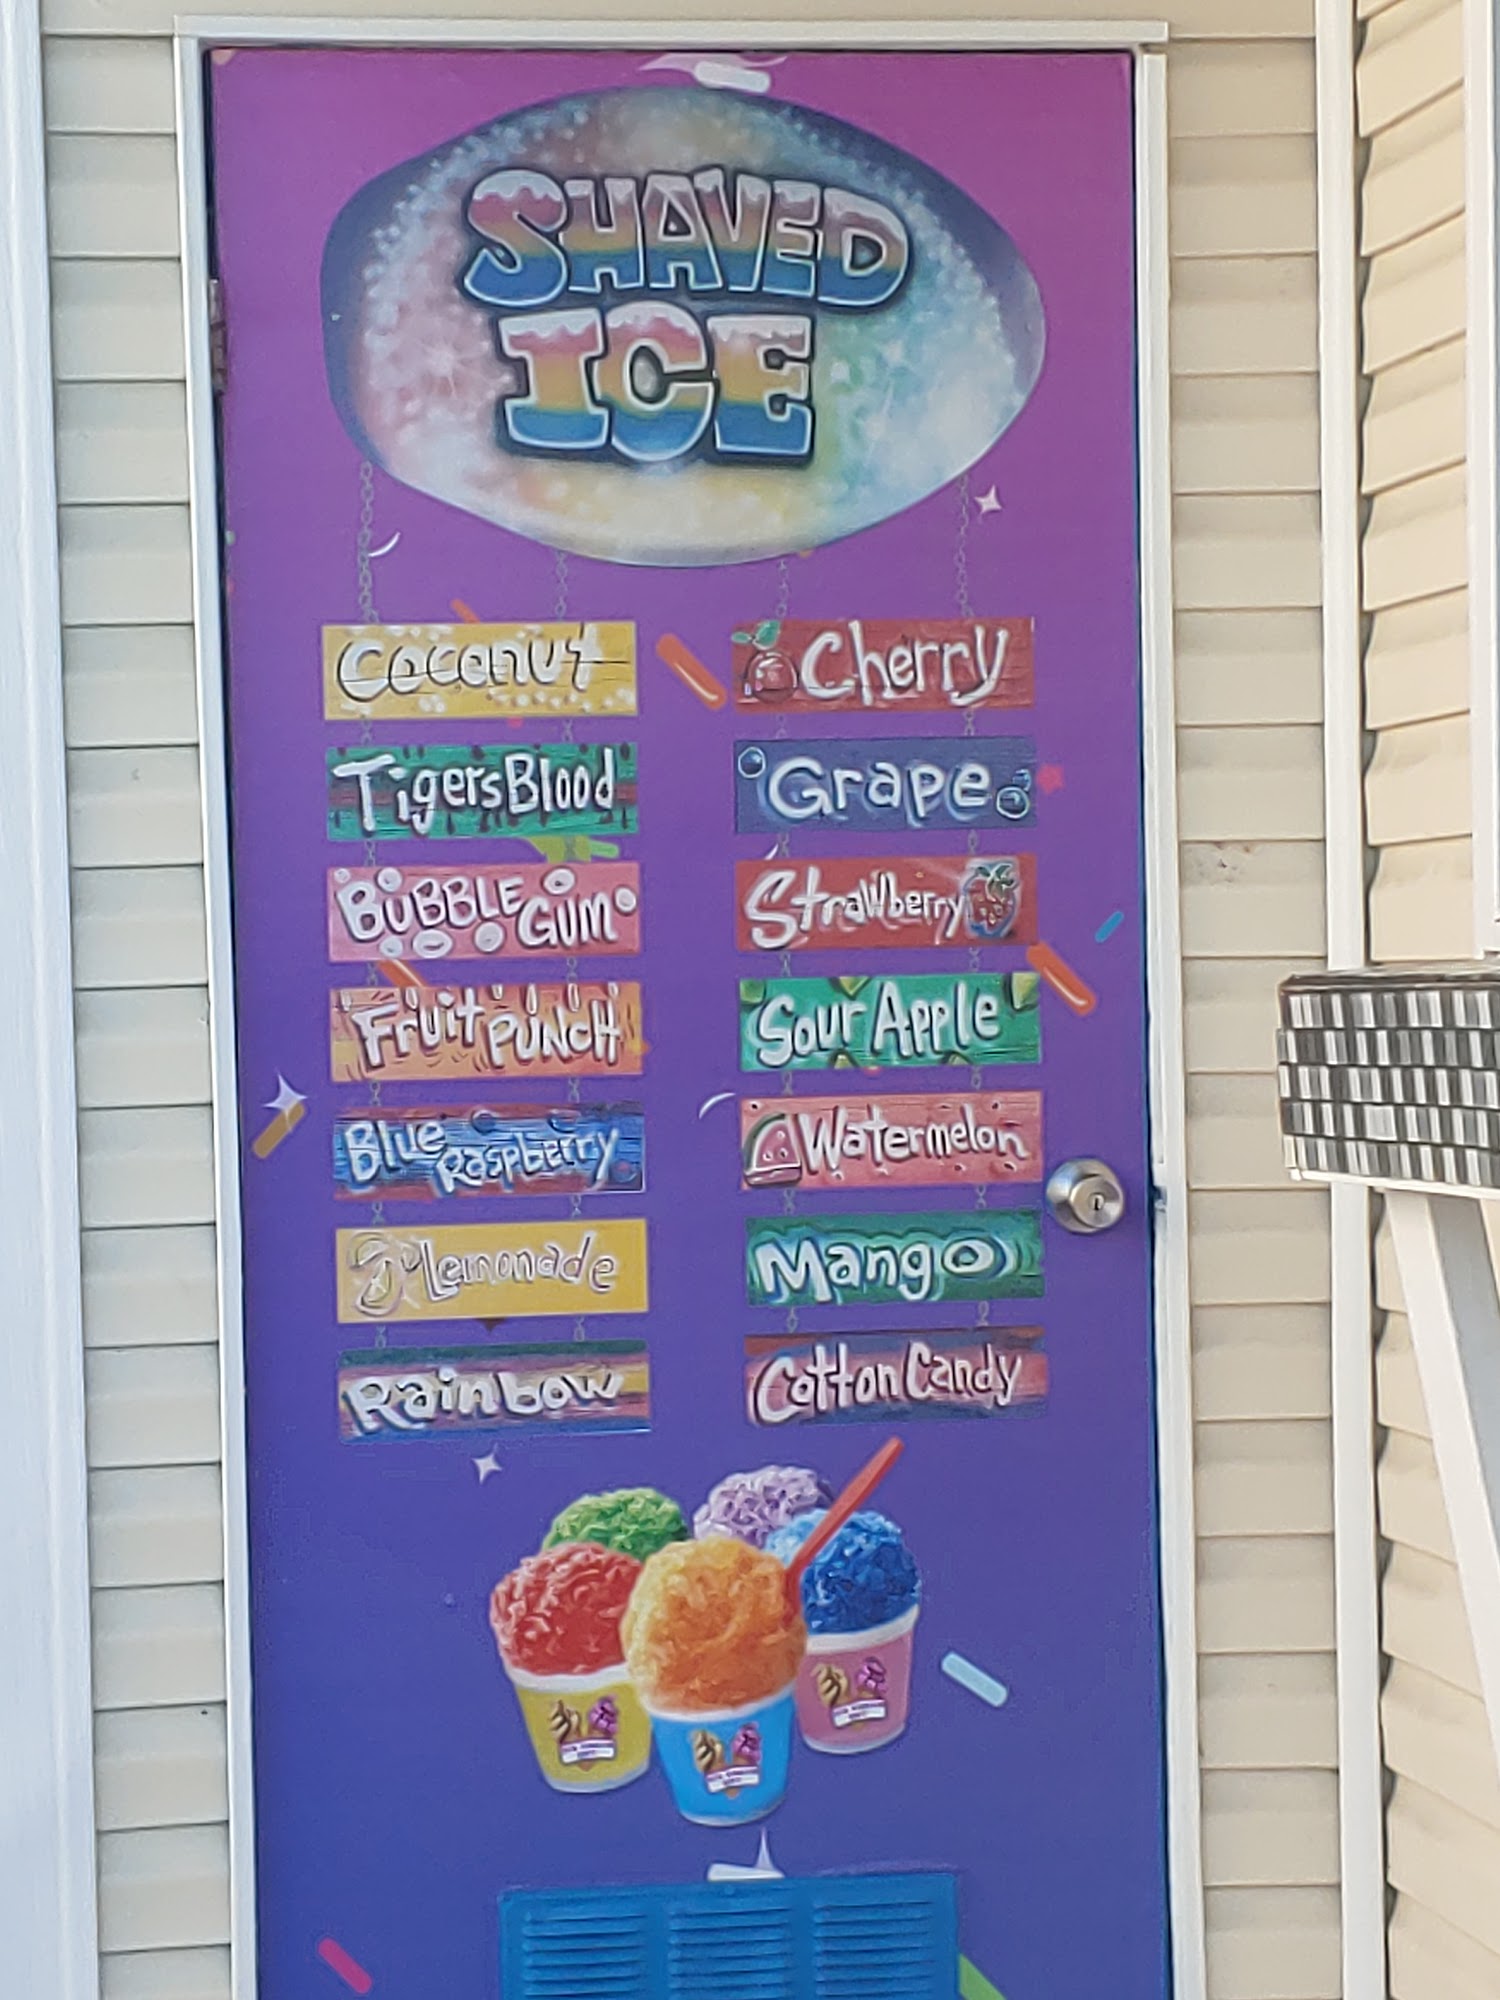 SHAVED
ICE
Coconut
TigersBlood
BUBBLE GUM
Fruit PUNCH
Blue Raspberry
Lemonade
Rainbow
Cherry
Grape
Strawberry
Sour Apple
Watermelon
Mango
Cotton Candy